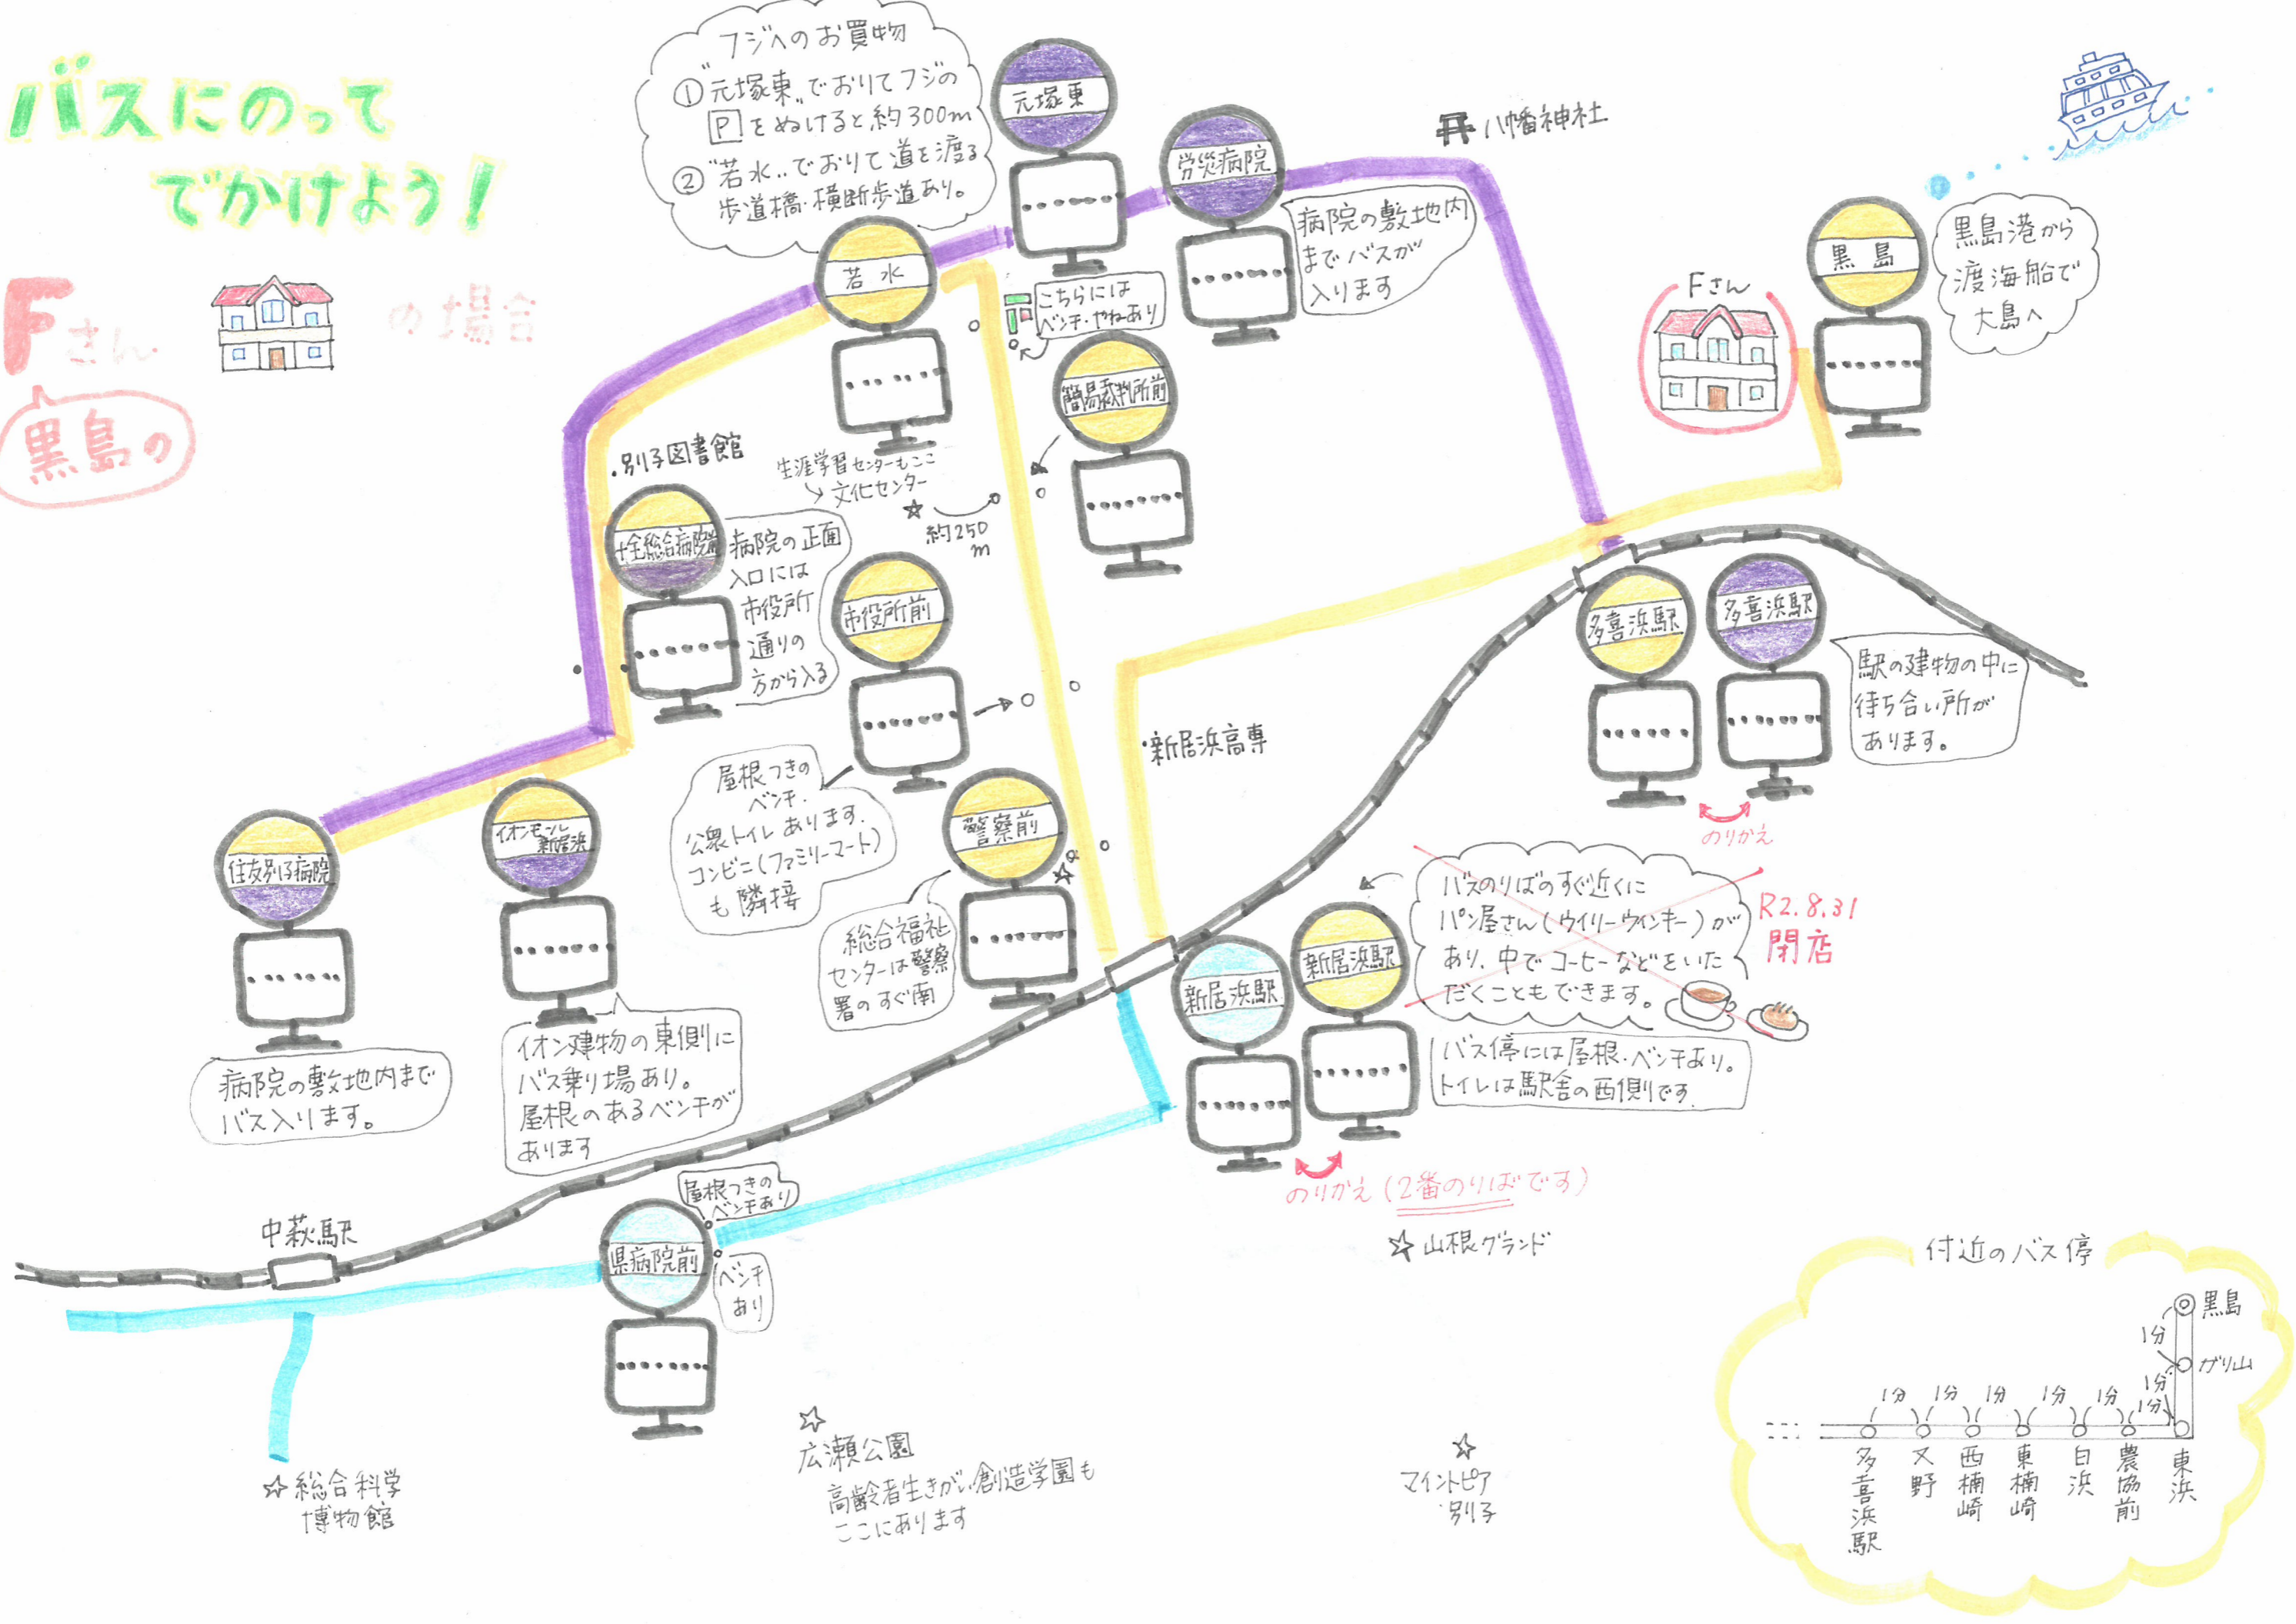 バスにのって
でかけよう!
Fさん
の場合
黒島の
フジへのお買物
①"元塚東"でおりてフジの
Pをぬけると約300m
②"若水"でおりて道を渡る
歩道橋・横断歩道あり。
元塚東
労災病院
八幡神社
病院の敷地内
までバスが
入ります
若水
こちらには
ベンチ・やねあり
簡易裁判所前
Fさん
黒島
黒島港から
渡海船で
大島へ
・別子図書館
生涯学習センターもここ
文化センター
約250
m
十全総合病院前
病院の正面
入口には
市役所
通りの
方から入る
市役所前
屋根つきの
ベンチ.
公衆トイレあります.
コンビニ(ファミリーマート)
も隣接
警察前
総合福祉
センターは警察
署のすぐ南
・新居浜高専
多喜浜駅
多喜浜駅
駅の建物の中に
待ち合い所が
あります。
のりかえ
住友別子病院
病院の敷地内まで
バス入ります。
イオンモール
新居浜
イオン建物の東側に
バス乗り場あり。
屋根のあるベンチが
あります
新居浜駅
新居浜駅
バスのりばのすぐ近くに
パン屋さん(ウイリーウィンキー)が
あり、中でコーヒーなどをいた
だくこともできます。
R2.8.31
閉店
バス停には屋根・ベンチあり。
トイレは駅舎の西側です.
のりかえ(2番のりばです)
☆山根グランド
中萩駅
屋根つきの
ベンチあり
県病院前
ベンチ
あり
☆総合科学
博物館
☆
広瀬公園
高齢者生きがい創造学園も
ここにあります
☆
マイントピア
別子
付近のバス停
黒島
1分
ガリ山
1分
1分 1分 1分 1分 1分 1分
多喜浜駅
又野
西楠崎
東楠崎
白浜
農協前
東浜